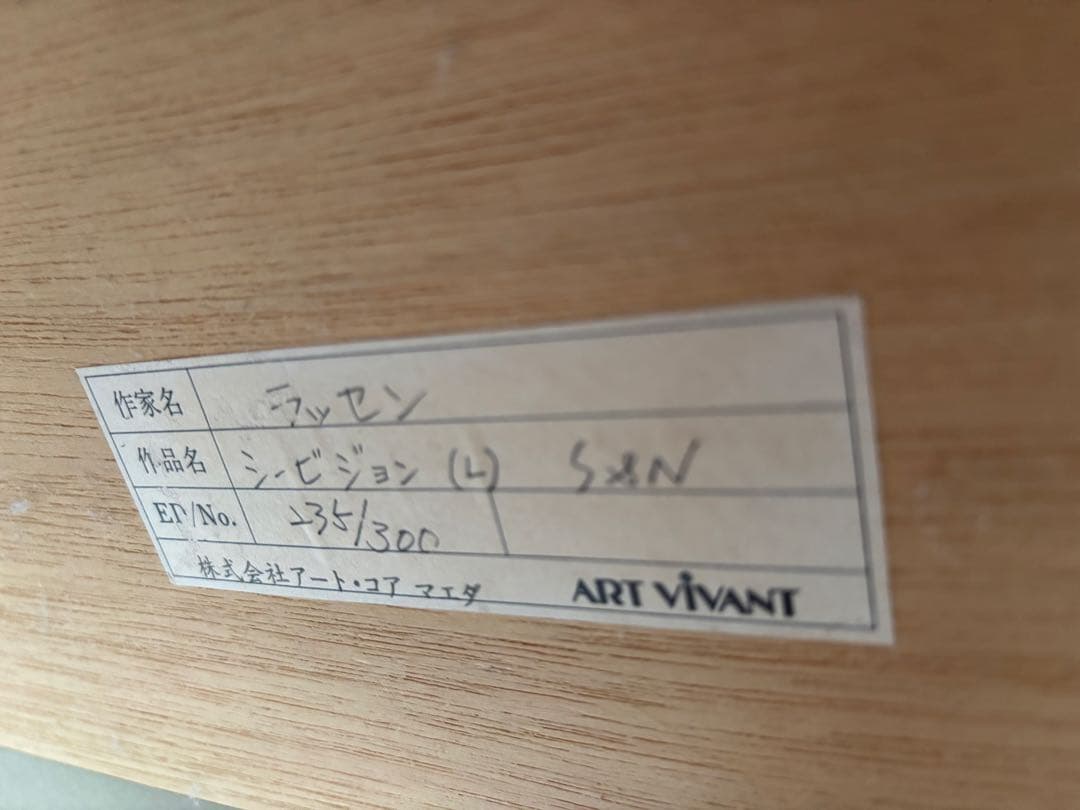 作家名 ラッセン
作品名 シービジョン (L) S&N
ED/No. 235/300
株式会社アート・コア マエダ ART ViVANT